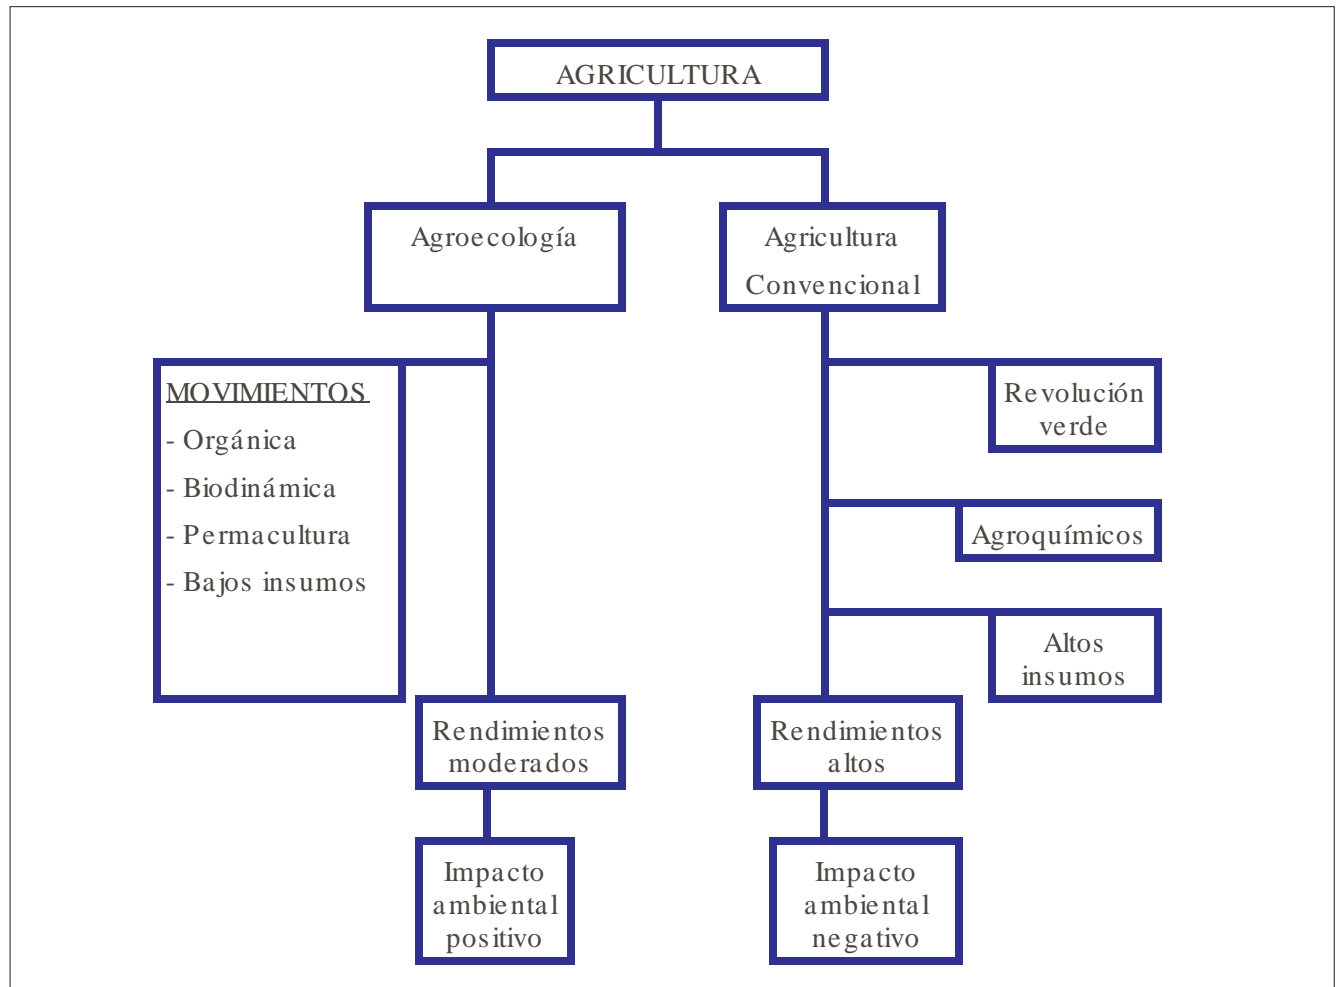 AGRICULTURA
Agroecología
Agricultura
Convencional
MOVIMIENTOS
- Orgánica
- Biodinámica
- Permacultura
- Bajos insumos
Revolución
verde
Agroquímicos
Altos
insumos
Rendimientos
moderados
Rendimientos
altos
Impacto
ambiental
positivo
Impacto
ambiental
negativo